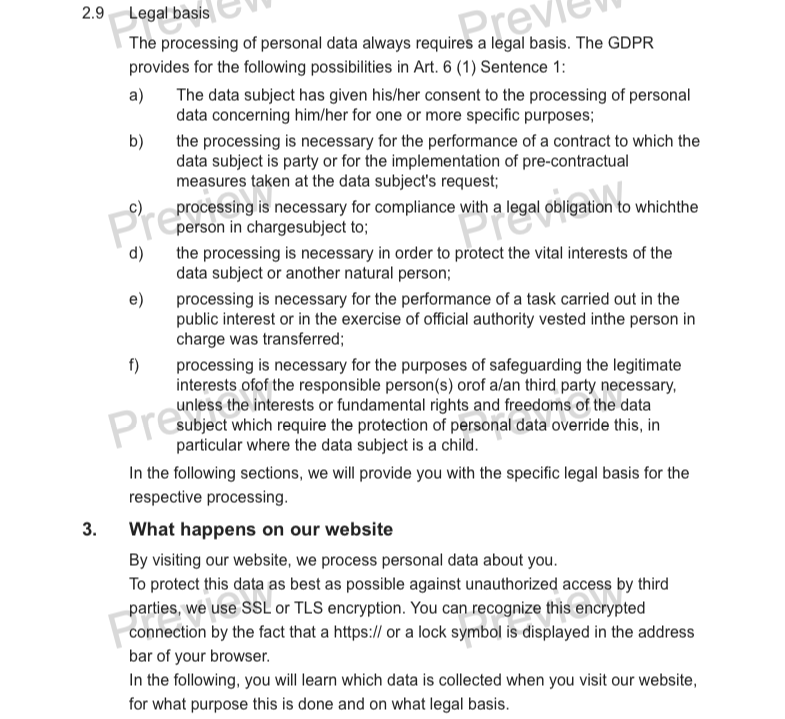 2.9 Legal basis
The processing of personal data always requires a legal basis. The GDPR
provides for the following possibilities in Art. 6 (1) Sentence 1:
a) The data subject has given his/her consent to the processing of personal
data concerning him/her for one or more specific purposes;
b) the processing is necessary for the performance of a contract to which the
data subject is party or for the implementation of pre-contractual
measures taken at the data subject's request;
c) processing is necessary for compliance with a legal obligation to whichthe
person in chargesubject to;
d) the processing is necessary in order to protect the vital interests of the
data subject or another natural person;
e) processing is necessary for the performance of a task carried out in the
public interest or in the exercise of official authority vested inthe person in
charge was transferred;
f) processing is necessary for the purposes of safeguarding the legitimate
interests ofof the responsible person(s) orof a/an third party necessary,
unless the interests or fundamental rights and freedoms of the data
subject which require the protection of personal data override this, in
particular where the data subject is a child.
In the following sections, we will provide you with the specific legal basis for the
respective processing.
3. What happens on our website
By visiting our website, we process personal data about you.
To protect this data as best as possible against unauthorized access by third
parties, we use SSL or TLS encryption. You can recognize this encrypted
connection by the fact that a https:// or a lock symbol is displayed in the address
bar of your browser.
In the following, you will learn which data is collected when you visit our website,
for what purpose this is done and on what legal basis.
Preview Preview
Preview Preview
Preview Preview
Preview Preview